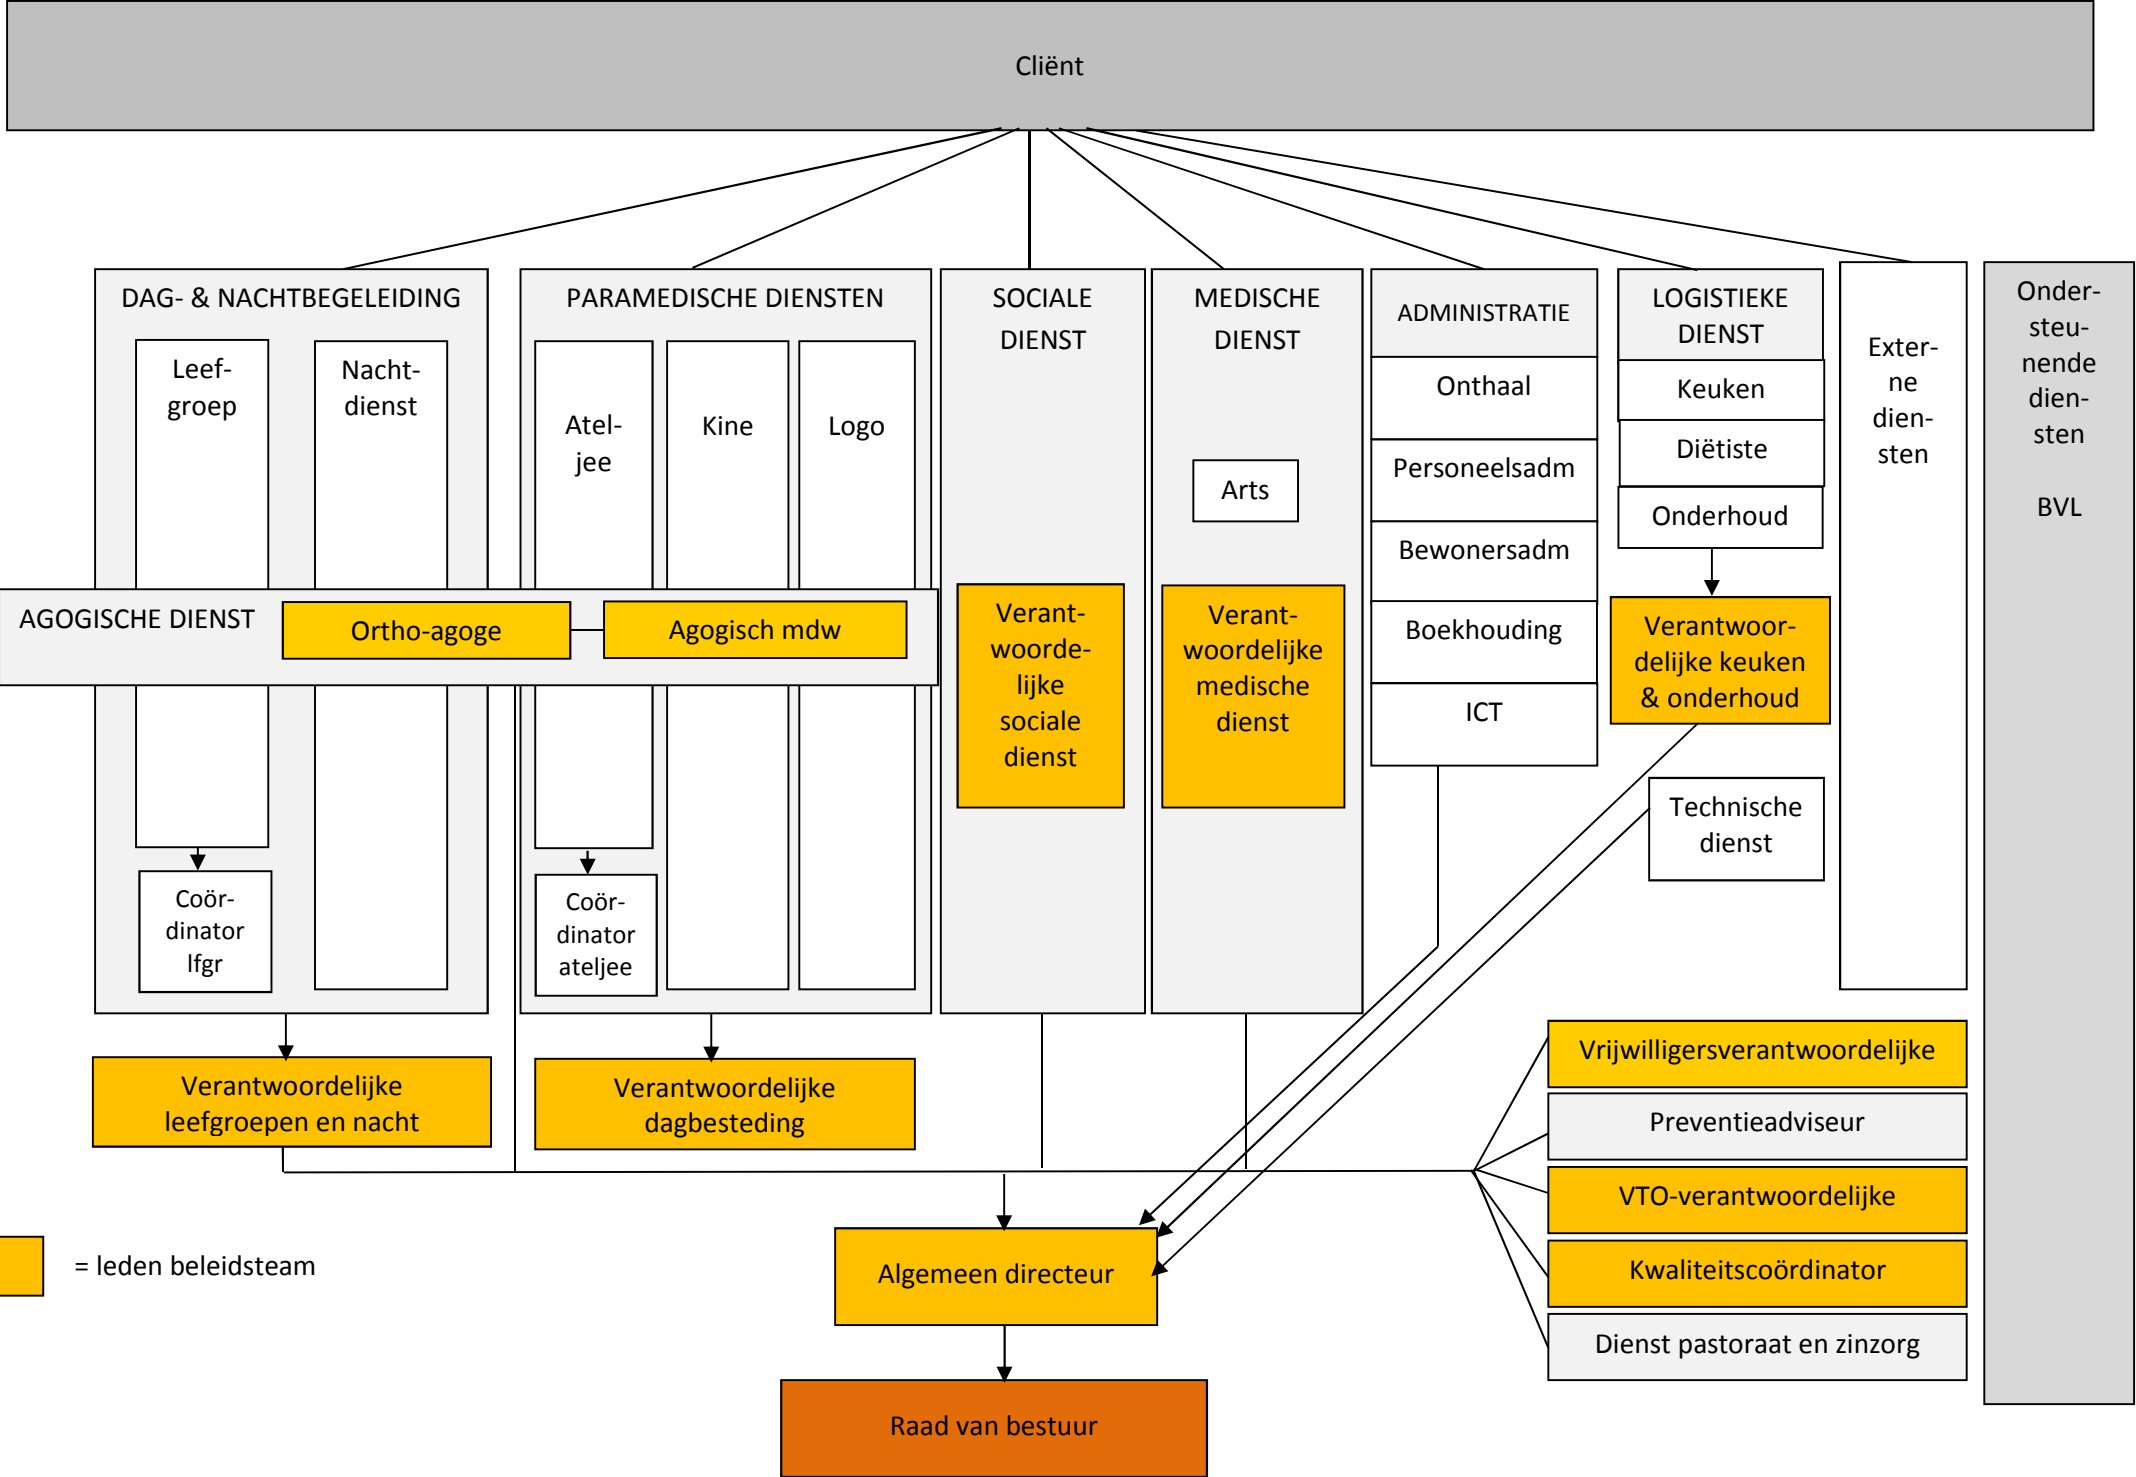 Cliënt
DAG- & NACHTBEGELEIDING
Leef-
groep
Nacht-
dienst
Coör-
dinator
lfgr
PARAMEDISCHE DIENSTEN
Atel-
jee
Kine
Logo
Coör-
dinator
ateljee
AGOGISCHE DIENST
Ortho-agoge
Agogisch mdw
SOCIALE
DIENST
Verant-
woorde-
lijke
sociale
dienst
MEDISCHE
DIENST
Arts
Verant-
woordelijke
medische
dienst
ADMINISTRATIE
Onthaal
Personeelsadm
Bewonersadm
Boekhouding
ICT
LOGISTIEKE
DIENST
Keuken
Diëtiste
Onderhoud
Verantwoor-
delijke keuken
& onderhoud
Technische
dienst
Exter-
ne
dien-
sten
Onder-
steu-
nende
dien-
sten
BVL
Verantwoordelijke
leefgroepen en nacht
Verantwoordelijke
dagbesteding
Vrijwilligersverantwoordelijke
Preventieadviseur
VTO-verantwoordelijke
Kwaliteitscoördinator
Dienst pastoraat en zinzorg
= leden beleidsteam
Algemeen directeur
Raad van bestuur